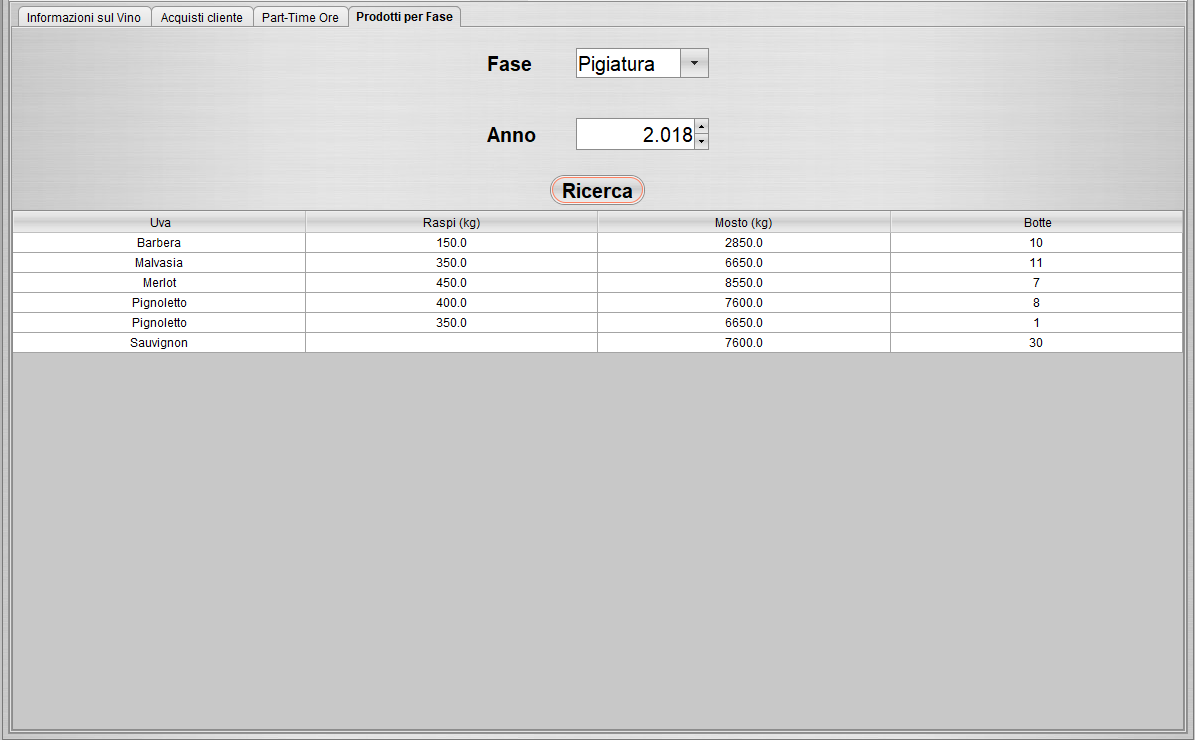 Informazioni sul Vino Acquisti cliente Part-Time Ore Prodotti per Fase
Fase Pigiatura
Anno 2.018
Ricerca
Uva Raspi (kg) Mosto (kg) Botte
Barbera 150.0 2850.0 10
Malvasia 350.0 6650.0 11
Merlot 450.0 8550.0 7
Pignoletto 400.0 7600.0 8
Pignoletto 350.0 6650.0 1
Sauvignon 7600.0 30